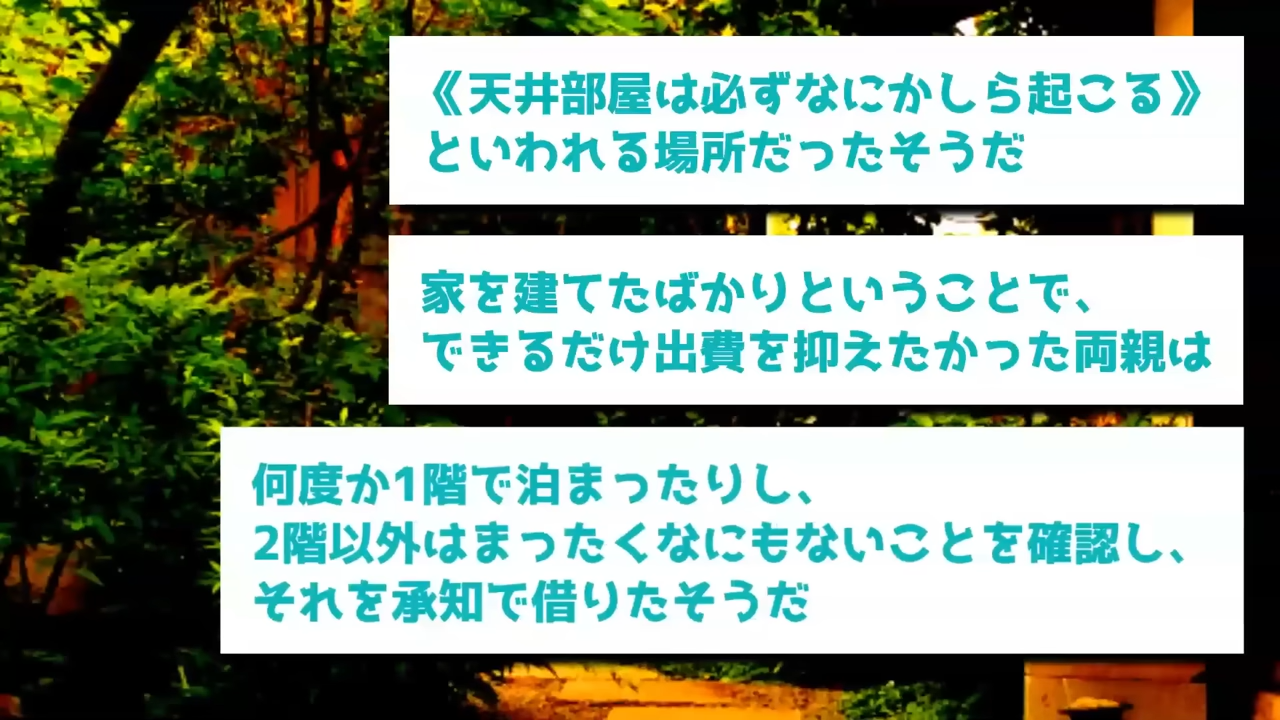 《天井部屋は必ずなにかしら起こる》
といわれる場所だったそうだ
家を建てたばかりということで、
できるだけ出費を抑えたかった両親は
何度か1階で泊まったりし、
2階以外はまったくなにもないことを確認し、
それを承知で借りたそうだ